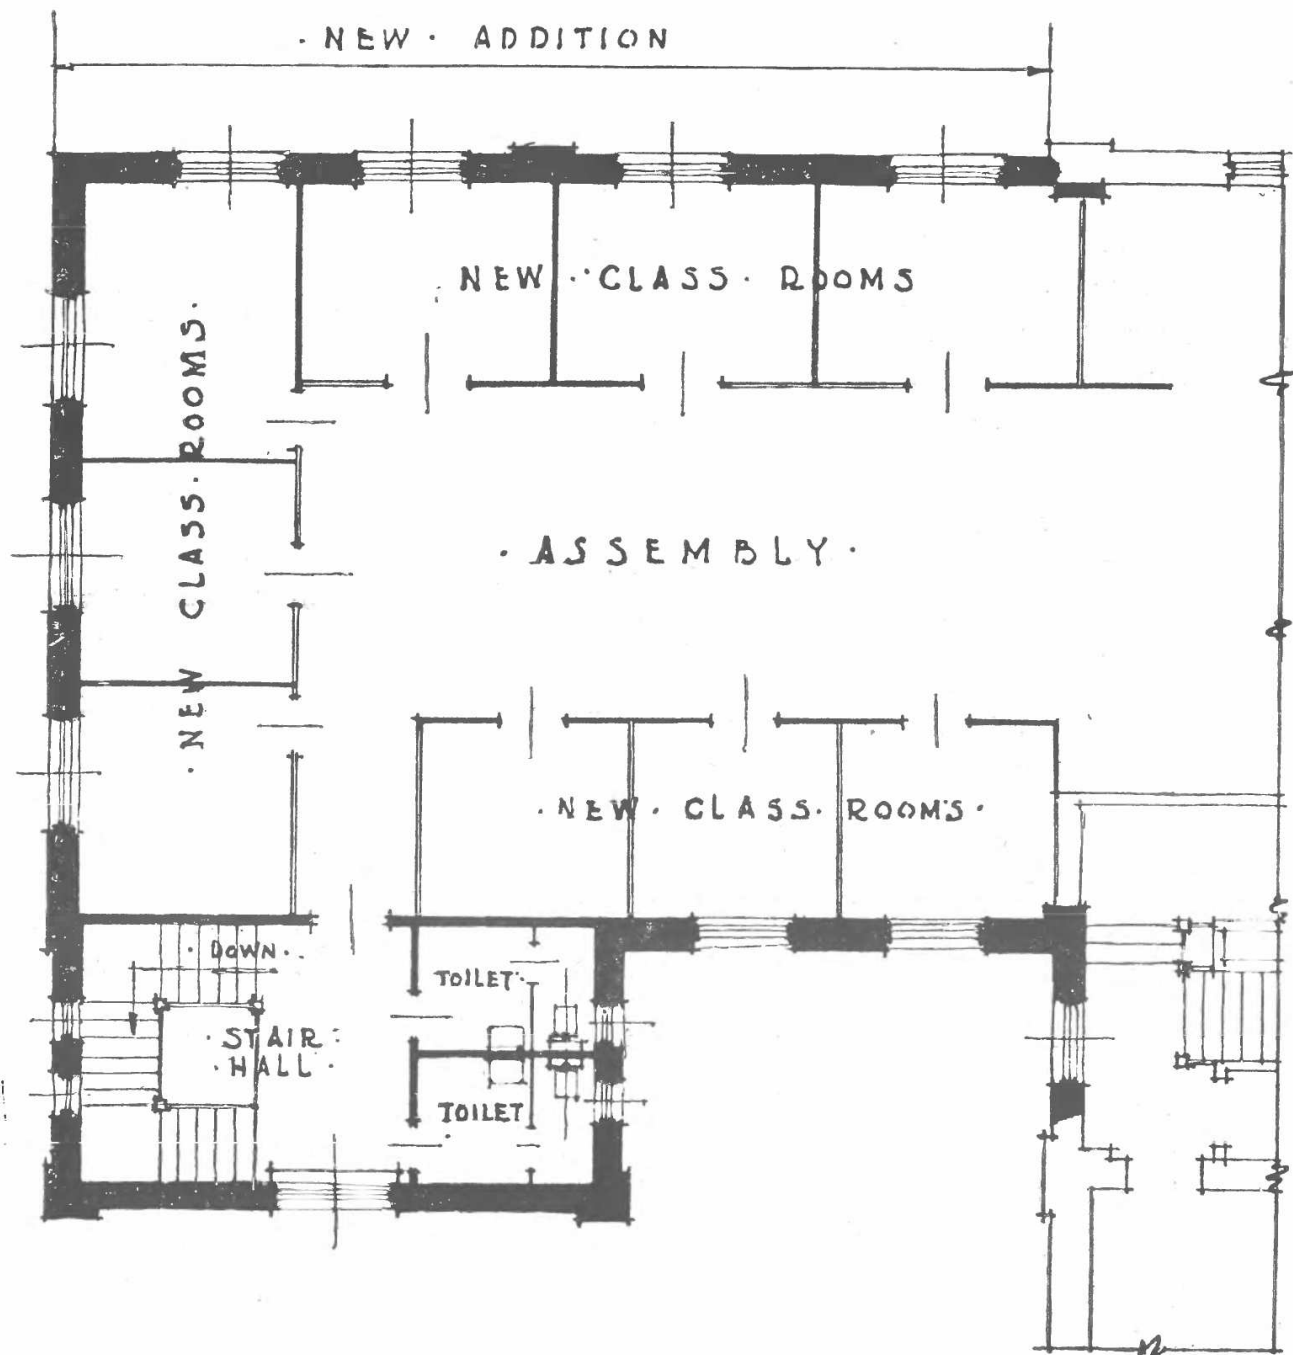 · NEW · ADDITION
NEW · CLASS · ROOMS
· NEW CLASS · ROOMS ·
· ASSEMBLY ·
· NEW · CLASS · ROOMS ·
· DOWN ·
TOILET ·
· STAIR ·
· HALL ·
TOILET